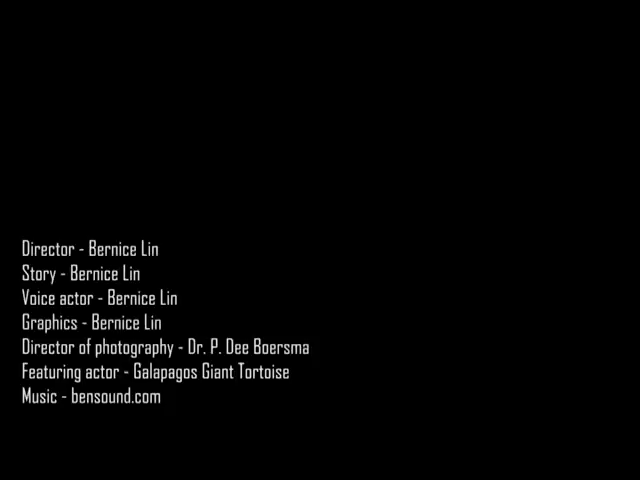 Director - Bernice Lin
Story - Bernice Lin
Voice actor - Bernice Lin
Graphics - Bernice Lin
Director of photography - Dr. P. Dee Boersma
Featuring actor - Galapagos Giant Tortoise
Music - bensound.com